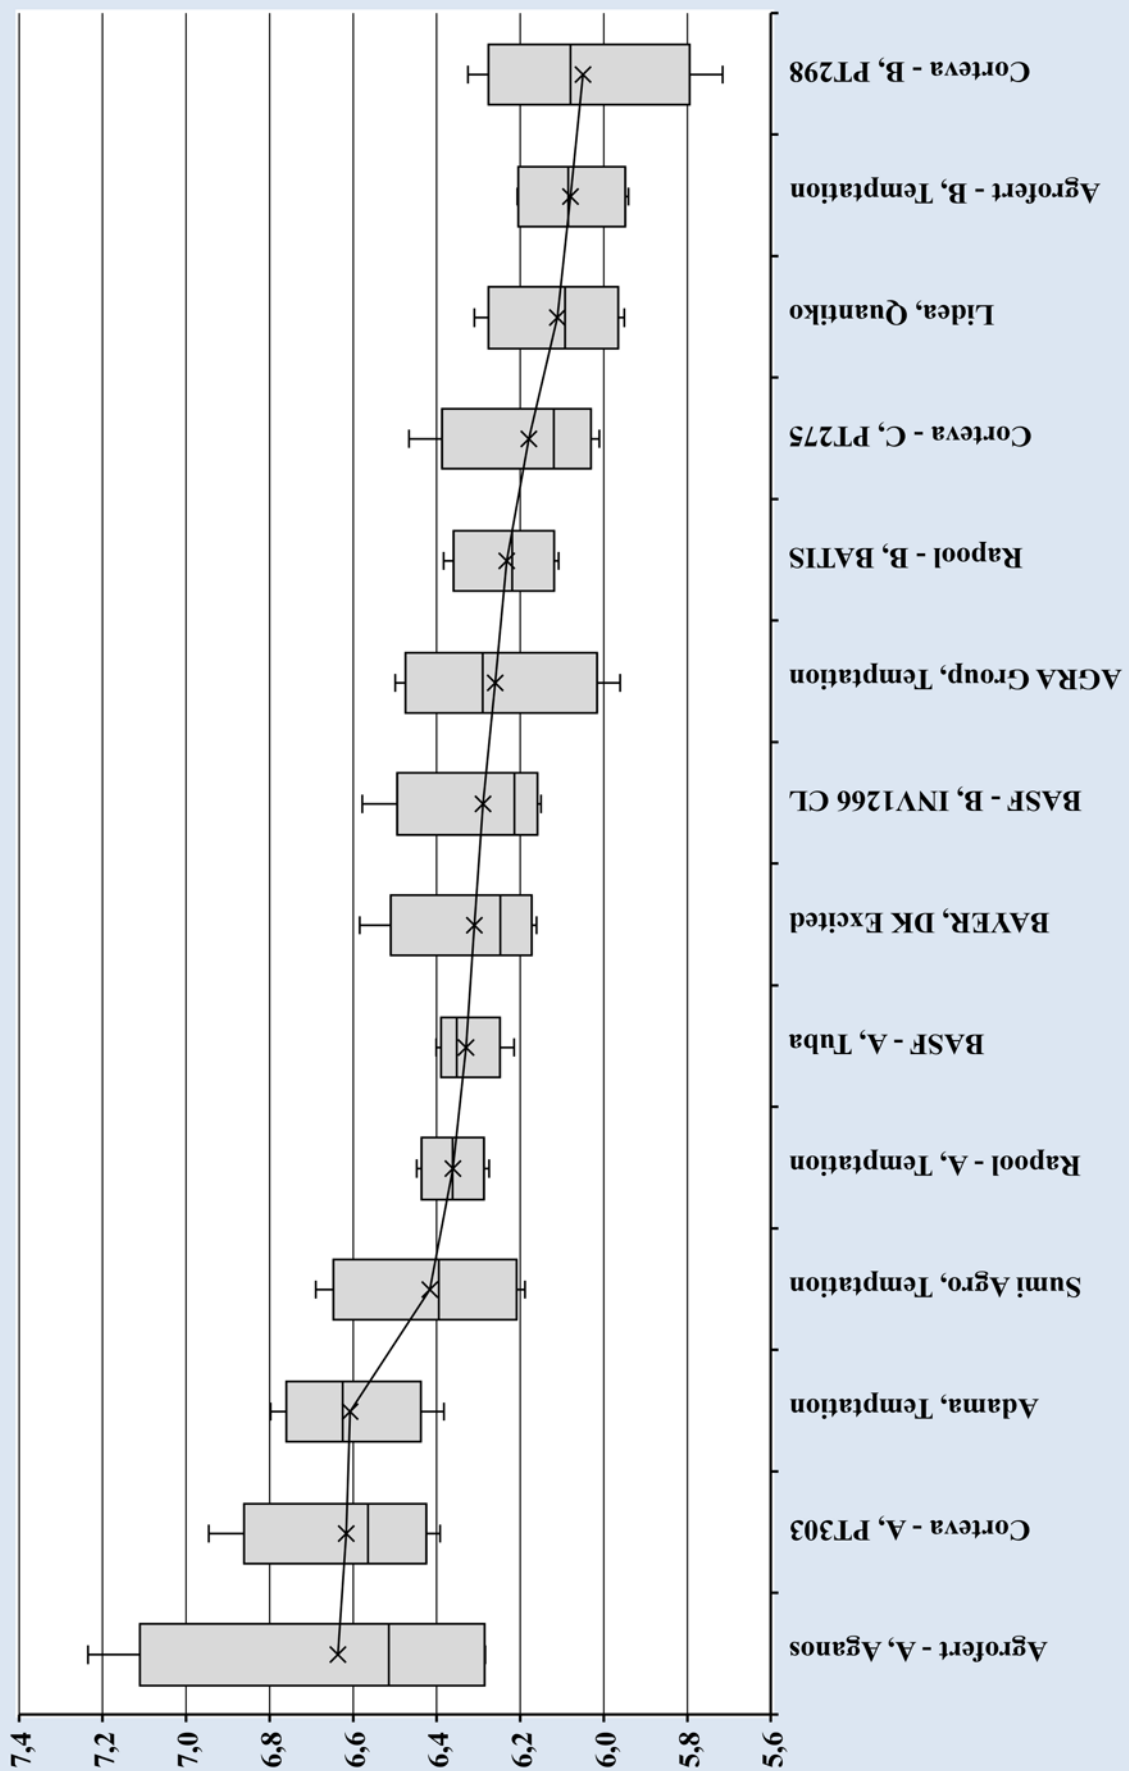 7,4
7,2
7,0
6,8
6,6
6,4
6,2
6,0
5,8
5,6
Agrofert - A, Aganos
Corteva - A, PT303
Adama, Temptation
Sumi Agro, Temptation
Rapool - A, Temptation
BASF - A, Tuba
BAYER, DK Excited
BASF - B, INV1266 CL
AGRA Group, Temptation
Rapool - B, BATIS
Corteva - C, PT275
Lidea, Quantiko
Agrofert - B, Temptation
Corteva - B, PT298